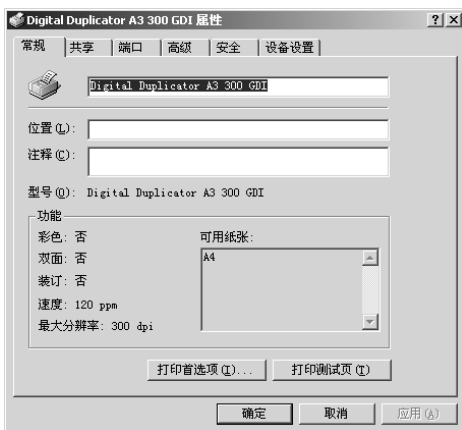 Digital Duplicator A3 300 GDI 属性
常规 共享 端口 高级 安全 设备设置
Digital Duplicator A3 300 GDI
位置(L):
注释(C):
型号(O): Digital Duplicator A3 300 GDI
功能
彩色: 否 可用纸张:
双面: 否 A4
装订: 否
速度: 120 ppm
最大分辨率: 300 dpi
打印首选项(I)... 打印测试页(T)
确定 取消 应用(A)